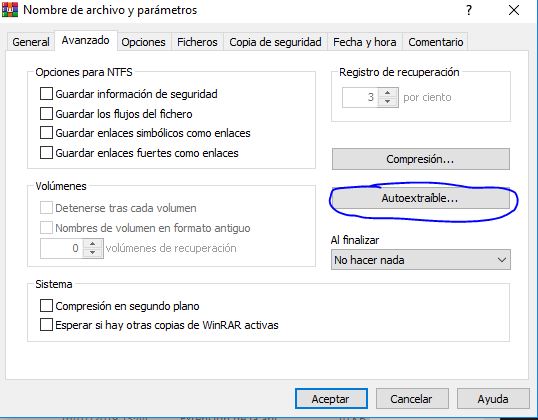 Nombre de archivo y parámetros
?
General Avanzado Opciones Ficheros Copia de seguridad Fecha y hora Comentario
Opciones para NTFS
Guardar información de seguridad
Guardar los flujos del fichero
Guardar enlaces simbólicos como enlaces
Guardar enlaces fuertes como enlaces
Registro de recuperación
3 por ciento
Compresión...
Volúmenes
Detenerse tras cada volumen
Nombres de volumen en formato antiguo
0 volúmenes de recuperación
Autoextraíble...
Al finalizar
No hacer nada
Sistema
Compresión en segundo plano
Esperar si hay otras copias de WinRAR activas
Aceptar Cancelar Ayuda